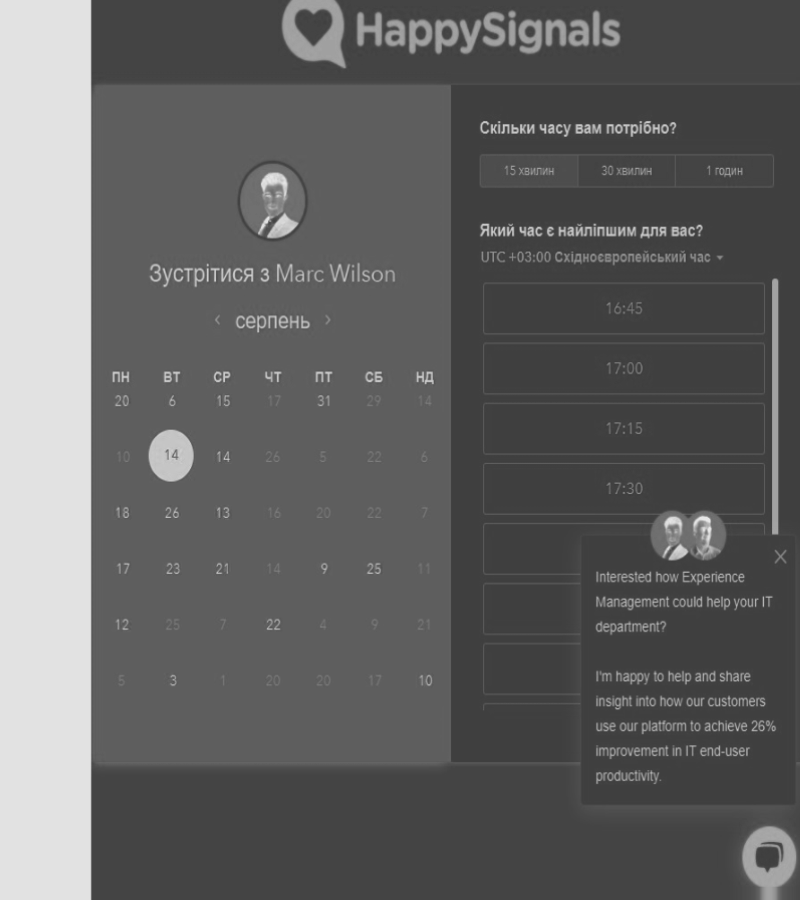 HappySignals
Зустрітися з Marc Wilson
серпень
ПН ВТ СР ЧТ ПТ СБ НД
20 6 15 17 31 29 14
10 14 14 26 5 22 6
18 26 13 16 20 22 7
17 23 21 14 9 25 11
12 25 7 22 4 9 21
5 3 1 20 20 17 10
Скільки часу вам потрібно?
15 хвилин 30 хвилин 1 годин
Який час є найліпшим для вас?
UTC +03:00 Східноєвропейський час
16:45
17:00
17:15
17:30
Interested how Experience
Management could help your IT
department?
I'm happy to help and share
insight into how our customers
use our platform to achieve 26%
improvement in IT end-user
productivity.